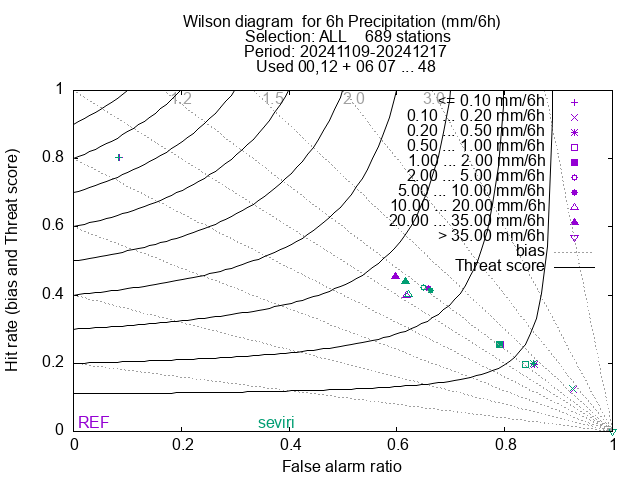 Wilson diagram  for 6h Precipitation (mm/6h)
Selection: ALL    689 stations
Period: 20241109-20241217
Used 00,12 + 06 07 ... 48
1.2 1.5 2.0 3.0
<= 0.10 mm/6h
0.10 ... 0.20 mm/6h
0.20 ... 0.50 mm/6h
0.50 ... 1.00 mm/6h
1.00 ... 2.00 mm/6h
2.00 ... 5.00 mm/6h
5.00 ... 10.00 mm/6h
10.00 ... 20.00 mm/6h
20.00 ... 35.00 mm/6h
> 35.00 mm/6h
bias
Threat score
Hit rate (bias and Threat score)
1
0.8
0.6
0.4
0.2
0
REF seviri
0 0.2 0.4 0.6 0.8 1
False alarm ratio